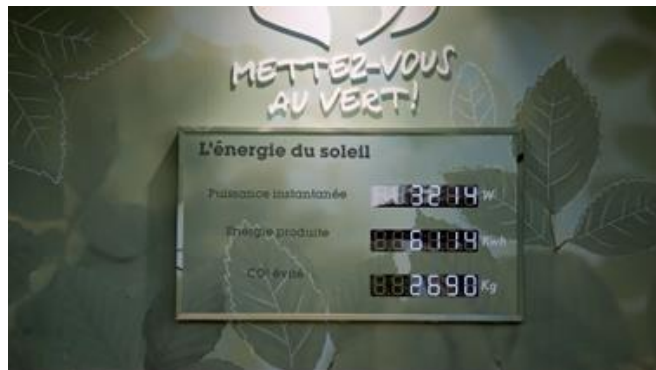 METTEZ-VOUS
AU VERT!
L'énergie du soleil
Puissance instantanée 3214 W
Énergie produite 6114 Kwh
CO² évité 2690 Kg